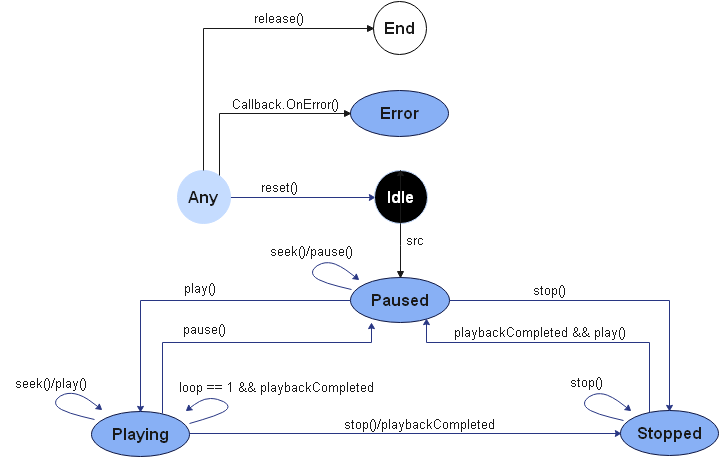 release()
End
Callback.OnError()
Error
Any
reset()
Idle
src
seek()/pause()
Paused
play()
stop()
pause()
playbackCompleted && play()
seek()/play()
loop == 1 && playbackCompleted
stop()
Playing
stop()/playbackCompleted
Stopped